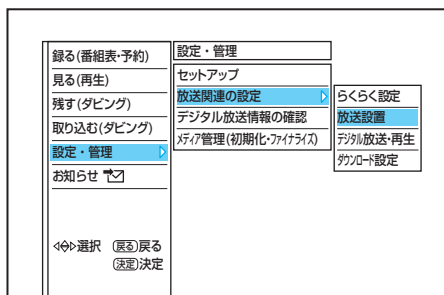 録る(番組表･予約)
見る(再生)
残す(ダビング)
取り込む(ダビング)
設定・管理
お知らせ
選択 戻る 戻る
決定 決定
設定・管理
セットアップ
放送関連の設定
デジタル放送情報の確認
メディア管理(初期化･ファイナライズ)
らくらく設定
放送設置
デジタル放送･再生
ダウンロード設定